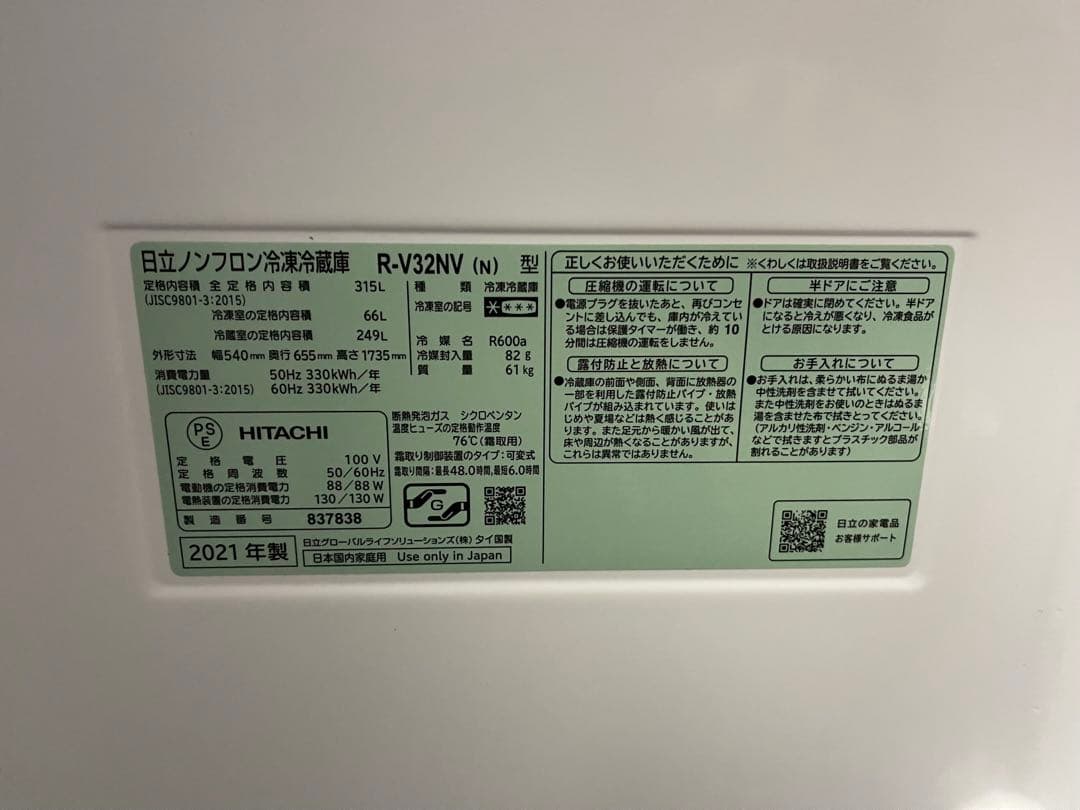 日立ノンフロン冷凍冷蔵庫 R-V32NV (N) 型
定格内容積 全定格内容積 315L
(JISC9801-3:2015)
冷凍室の定格内容積 66L
冷蔵室の定格内容積 249L
外形寸法 幅540mm 奥行655mm 高さ1735mm
消費電力量 50Hz 330kWh/年
(JISC9801-3:2015) 60Hz 330kWh/年
種類 冷凍冷蔵庫
冷凍室の記号 ****
冷媒名 R600a
冷媒封入量 82g
質量 61kg
PSE HITACHI
定格電圧 100V
定格周波数 50/60Hz
電動機の定格消費電力 88/88W
電熱装置の定格消費電力 130/130W
製造番号 837838
断熱発泡ガス シクロペンタン
温度ヒューズの定格動作温度
76℃(霜取用)
霜取り制御装置のタイプ:可変式
霜取り間隔:最長48.0時間,最短6.0時間
G
2021年製
日立グローバルライフソリューションズ(株) タイ国製
日本国内家庭用 Use only in Japan
正しくお使いいただくために ※くわしくは取扱説明書をご覧ください。
圧縮機の運転について
●電源プラグを抜いたあと、再びコンセ
ントに差し込んでも、庫内が冷えてい
る場合は保護タイマーが働き、約10
分間は圧縮機の運転をしません。
露付防止と放熱について
●冷蔵庫の前面や側面、背面に放熱器の
一部を利用した露付防止パイプ・放熱
パイプが組み込まれています。使いは
じめや夏場などは熱く感じることがあ
ります。また足元から暖かい風が出て、
床や周辺が熱くなることがありますが、
これらは異常ではありません。
半ドアにご注意
●ドアは確実に閉めてください。半ドア
になると冷えが悪くなり、冷凍食品が
とける原因になります。
お手入れについて
●お手入れは、柔らかい布にぬるま湯か
中性洗剤を含ませて拭いてください。
また中性洗剤をお使いのときはぬるま
湯を含ませた布で拭きとってください。
(アルカリ性洗剤・ベンジン・アルコール
などで拭きますとプラスチック部品が
割れることがあります)
日立の家電品
お客様サポート